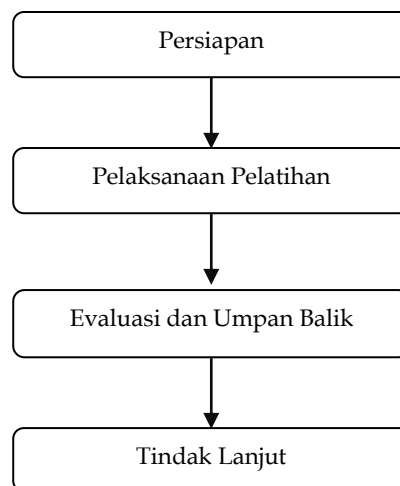 Persiapan
Pelaksanaan Pelatihan
Evaluasi dan Umpan Balik
Tindak Lanjut